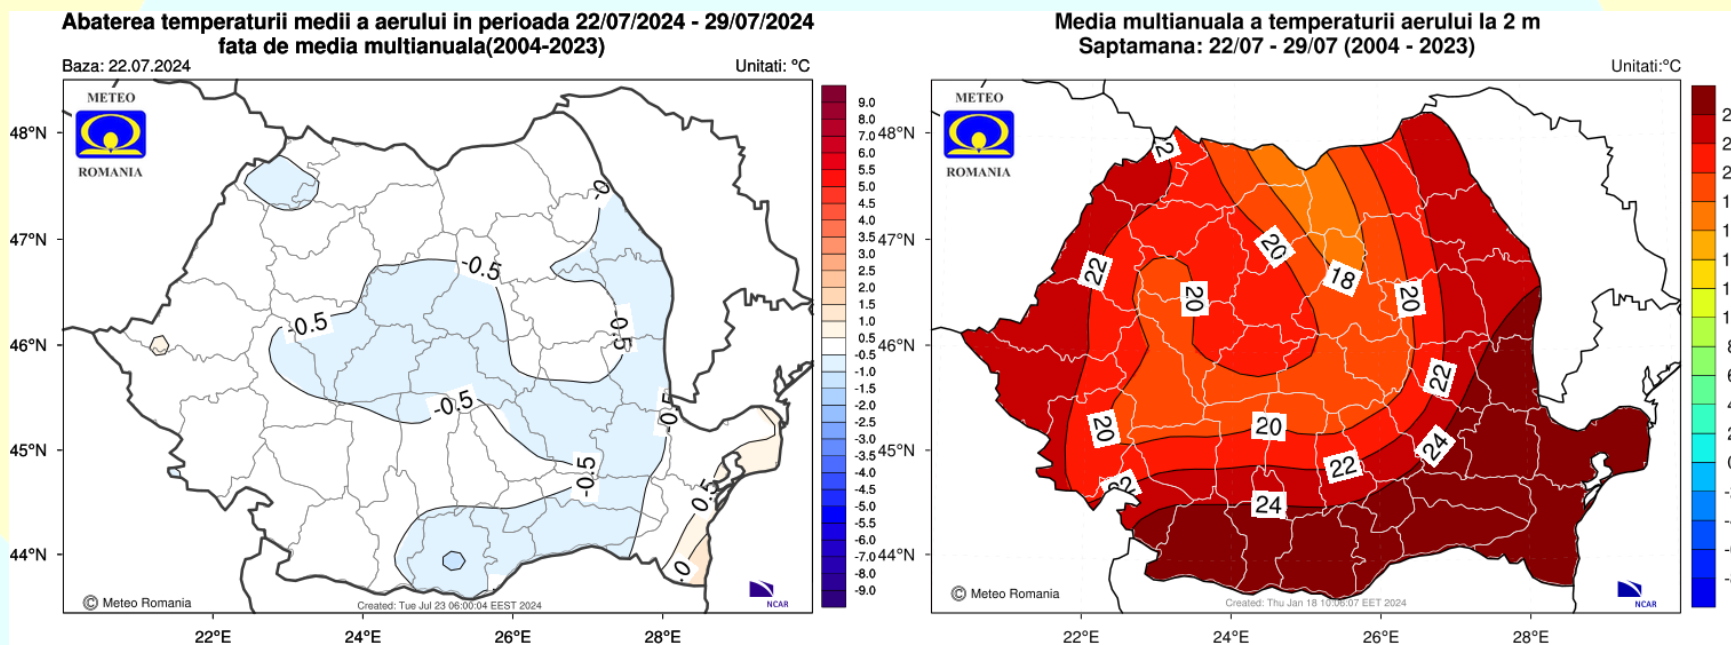 Abaterea temperaturii medii a aerului in perioada 22/07/2024 - 29/07/2024
fata de media multianuala(2004-2023)
Baza: 22.07.2024
Unitati: °C
METEO
ROMANIA
48°N
47°N
46°N
45°N
44°N
22°E
24°E
26°E
28°E
-0
-0.5
-0.5
0.5
-0.5
-0.5
-0.5
0.5
.0
9.0
8.0
7.0
6.0
5.5
5.0
4.5
4.0
3.5
3.0
2.5
2.0
1.5
1.0
0.5
-0.5
-1.0
-1.5
-2.0
-2.5
-3.0
-3.5
-4.0
-4.5
-5.0
-5.5
-6.0
-7.0
-8.0
-9.0
© Meteo Romania
Created: Tue Jul 23 06:00:04 EEST 2024
NCAR
Media multianuala a temperaturii aerului la 2 m
Saptamana: 22/07 - 29/07 (2004 - 2023)
Unitati:°C
METEO
ROMANIA
48°N
47°N
46°N
45°N
44°N
22°E
24°E
26°E
28°E
2
20
22
18
20
20
22
20
20
24
22
22
24
© Meteo Romania
Created: Thu Jan 18 10:06:07 EET 2024
NCAR